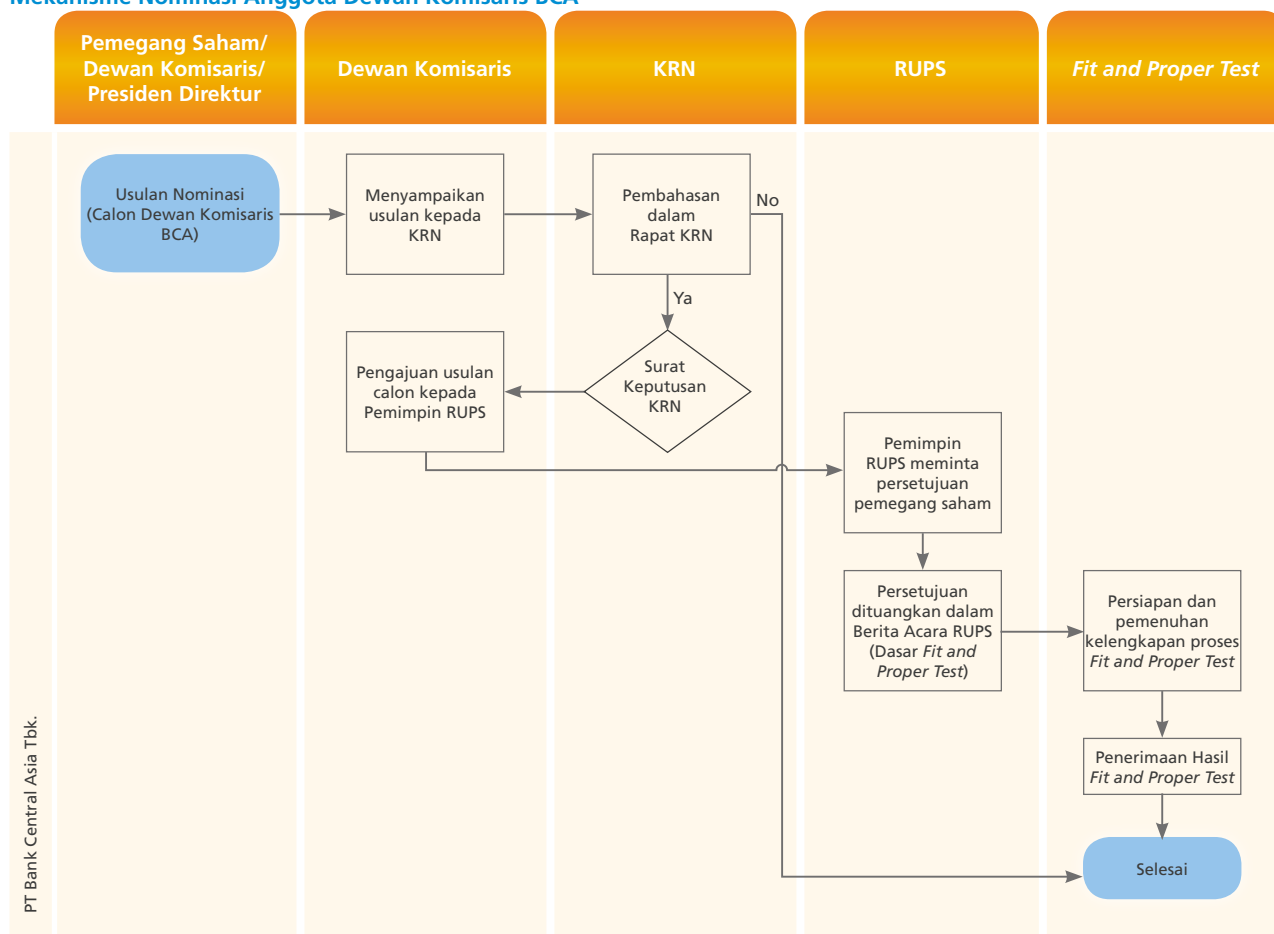 Mekanisme Nominasi Anggota Dewan Komisaris BCA
Pemegang Saham/
Dewan Komisaris/
Presiden Direktur
Dewan Komisaris
KRN
RUPS
Fit and Proper Test
Usulan Nominasi
(Calon Dewan Komisaris
BCA)
Menyampaikan
usulan kepada
KRN
Pembahasan
dalam
Rapat KRN
No
Ya
Pengajuan usulan
calon kepada
Pemimpin RUPS
Surat
Keputusan
KRN
Pemimpin
RUPS meminta
persetujuan
pemegang saham
Persetujuan
dituangkan dalam
Berita Acara RUPS
(Dasar Fit and
Proper Test)
Persiapan dan
pemenuhan
kelengkapan proses
Fit and Proper Test
Penerimaan Hasil
Fit and Proper Test
Selesai
PT Bank Central Asia Tbk.